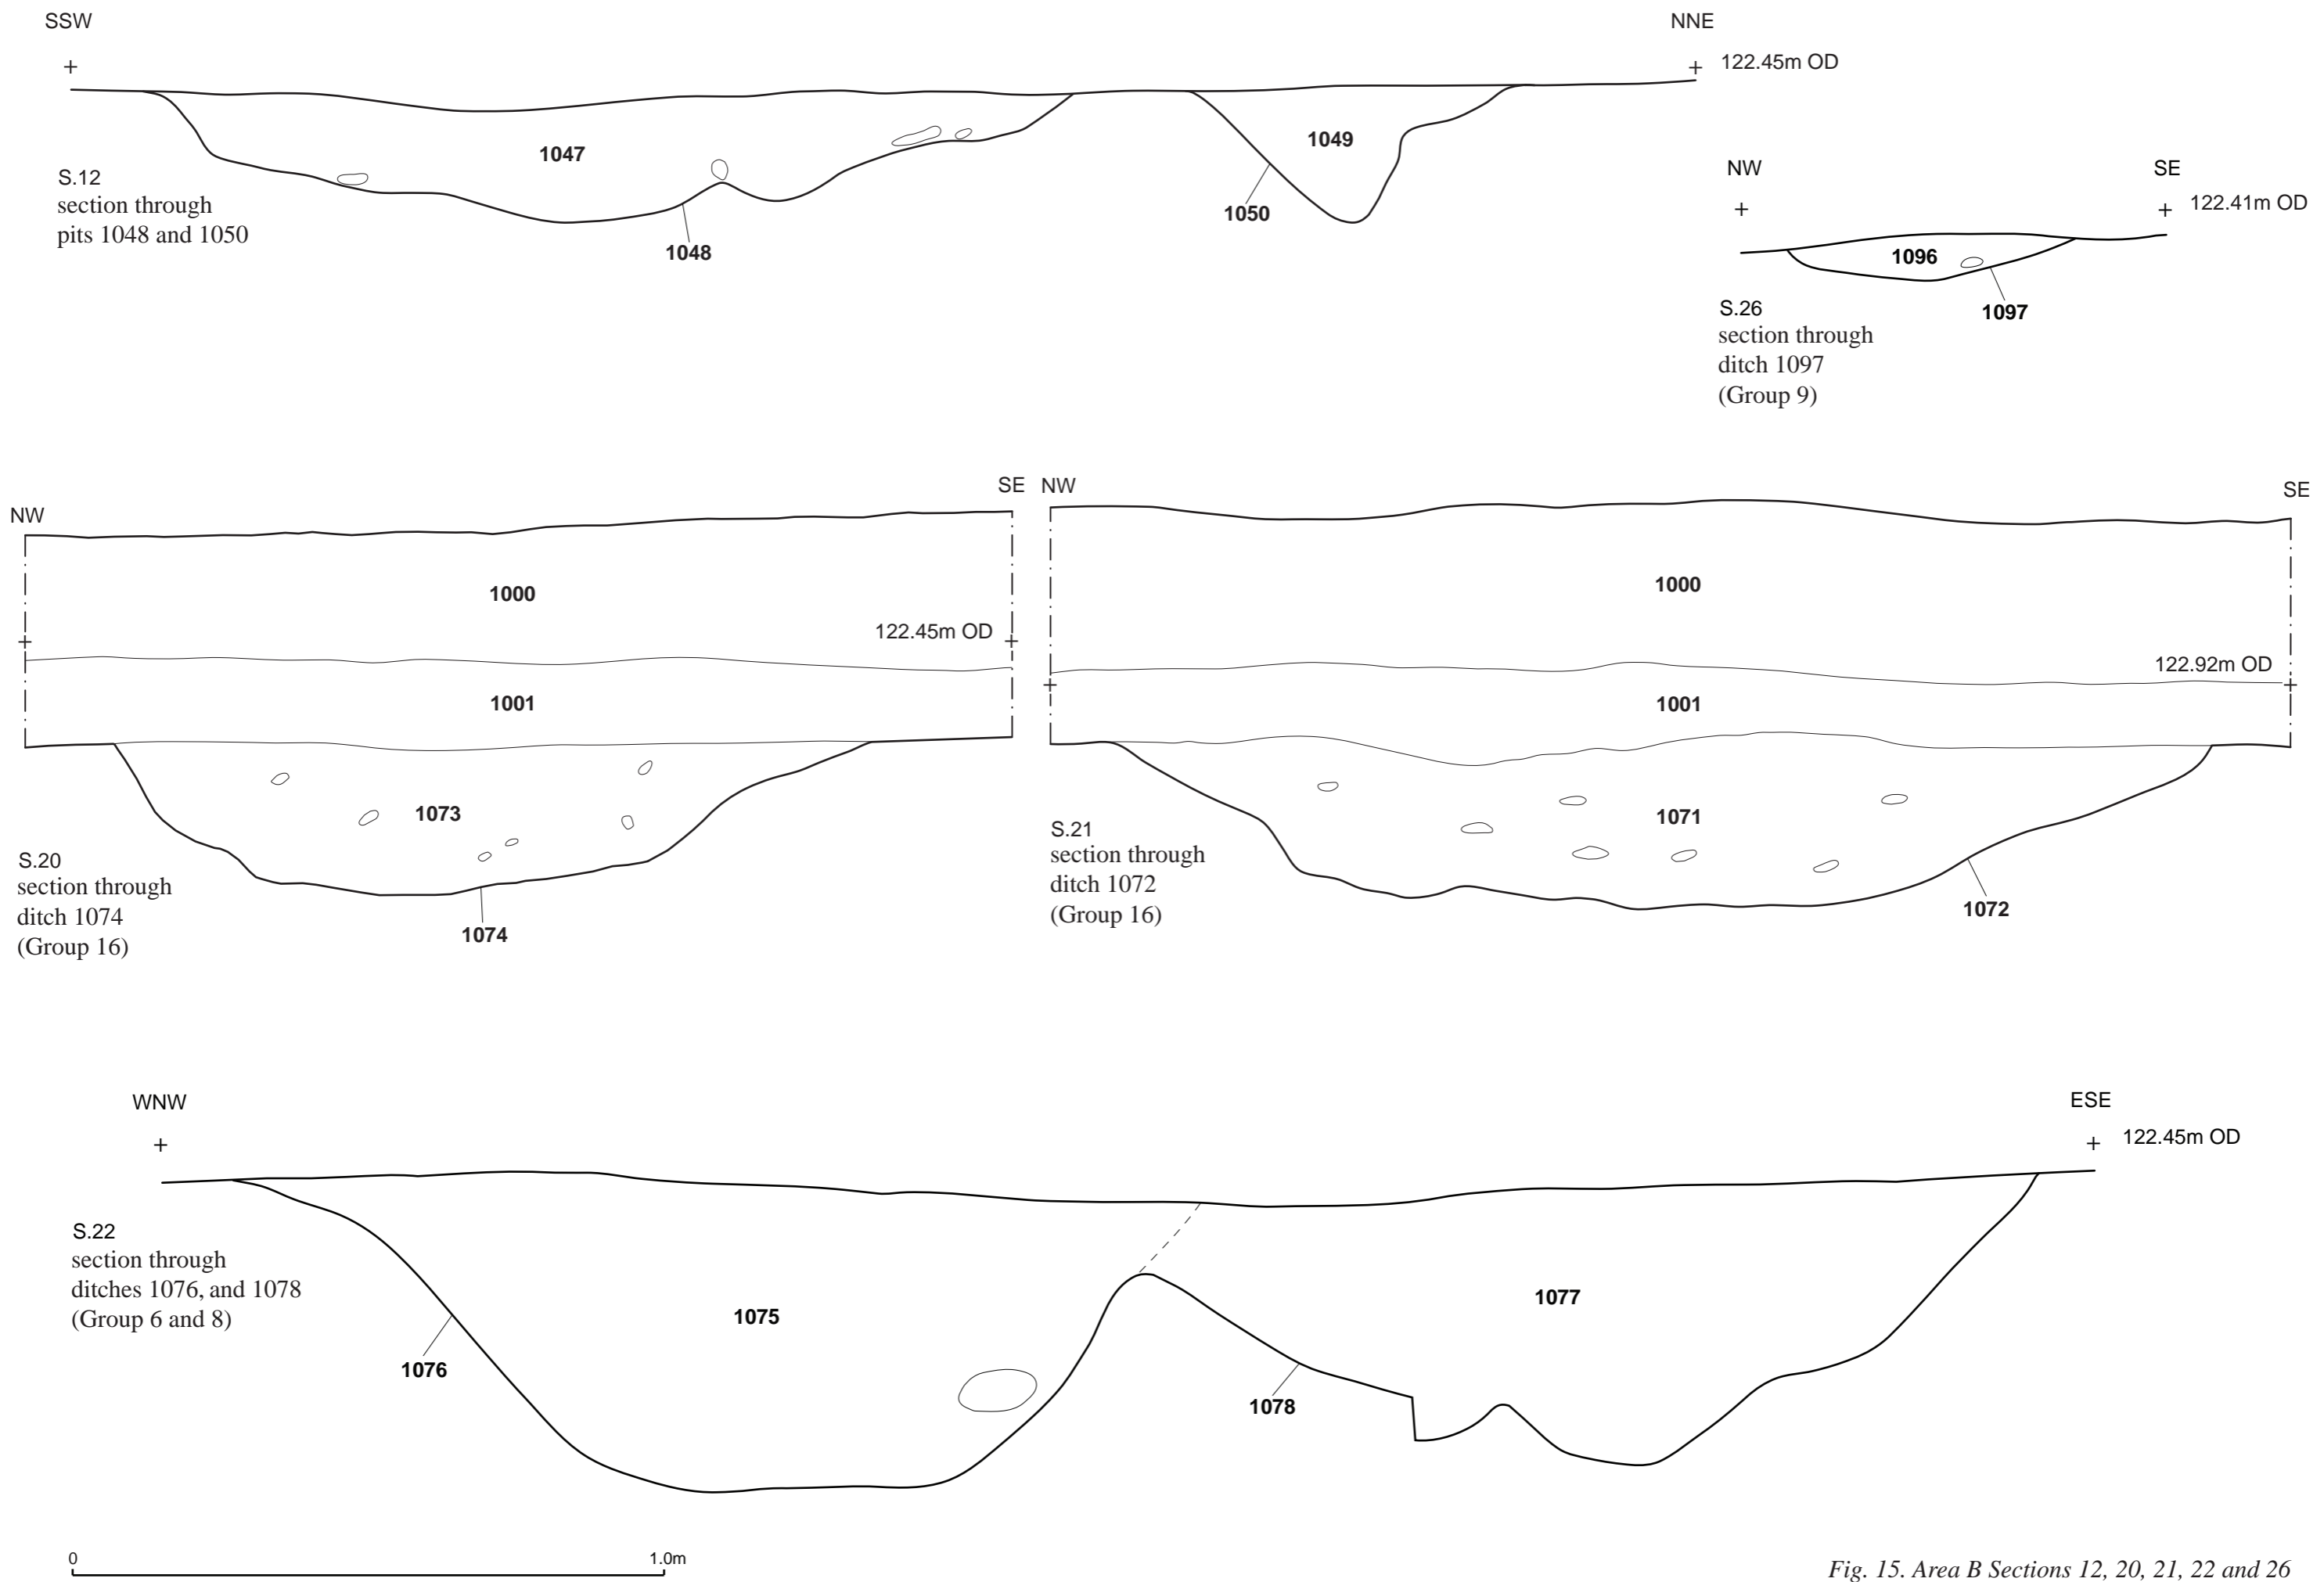 SSW
NNE
122.45m OD
1047
1049
S.12
section through
pits 1048 and 1050
1050
1048
NW
SE
122.41m OD
1096
1097
S.26
section through
ditch 1097
(Group 9)
NW
SE
1000
122.45m OD
1001
1073
S.20
section through
ditch 1074
(Group 16)
1074
NW
SE
1000
122.92m OD
1001
1071
S.21
section through
ditch 1072
(Group 16)
1072
WNW
ESE
122.45m OD
S.22
section through
ditches 1076, and 1078
(Group 6 and 8)
1075
1077
1076
1078
0 1.0m
Fig. 15. Area B Sections 12, 20, 21, 22 and 26